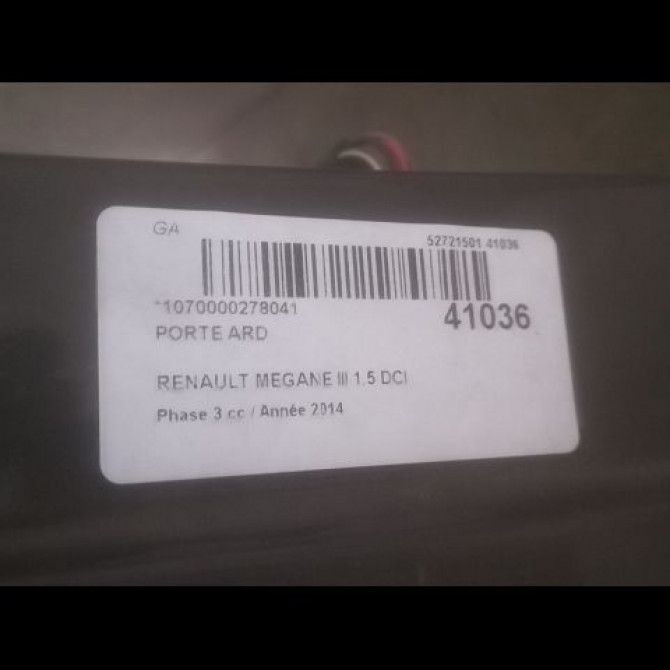 GA
52721501 41036
*1070000278041
41036
PORTE ARD
RENAULT MEGANE III 1.5 DCI
Phase 3 cc / Année 2014